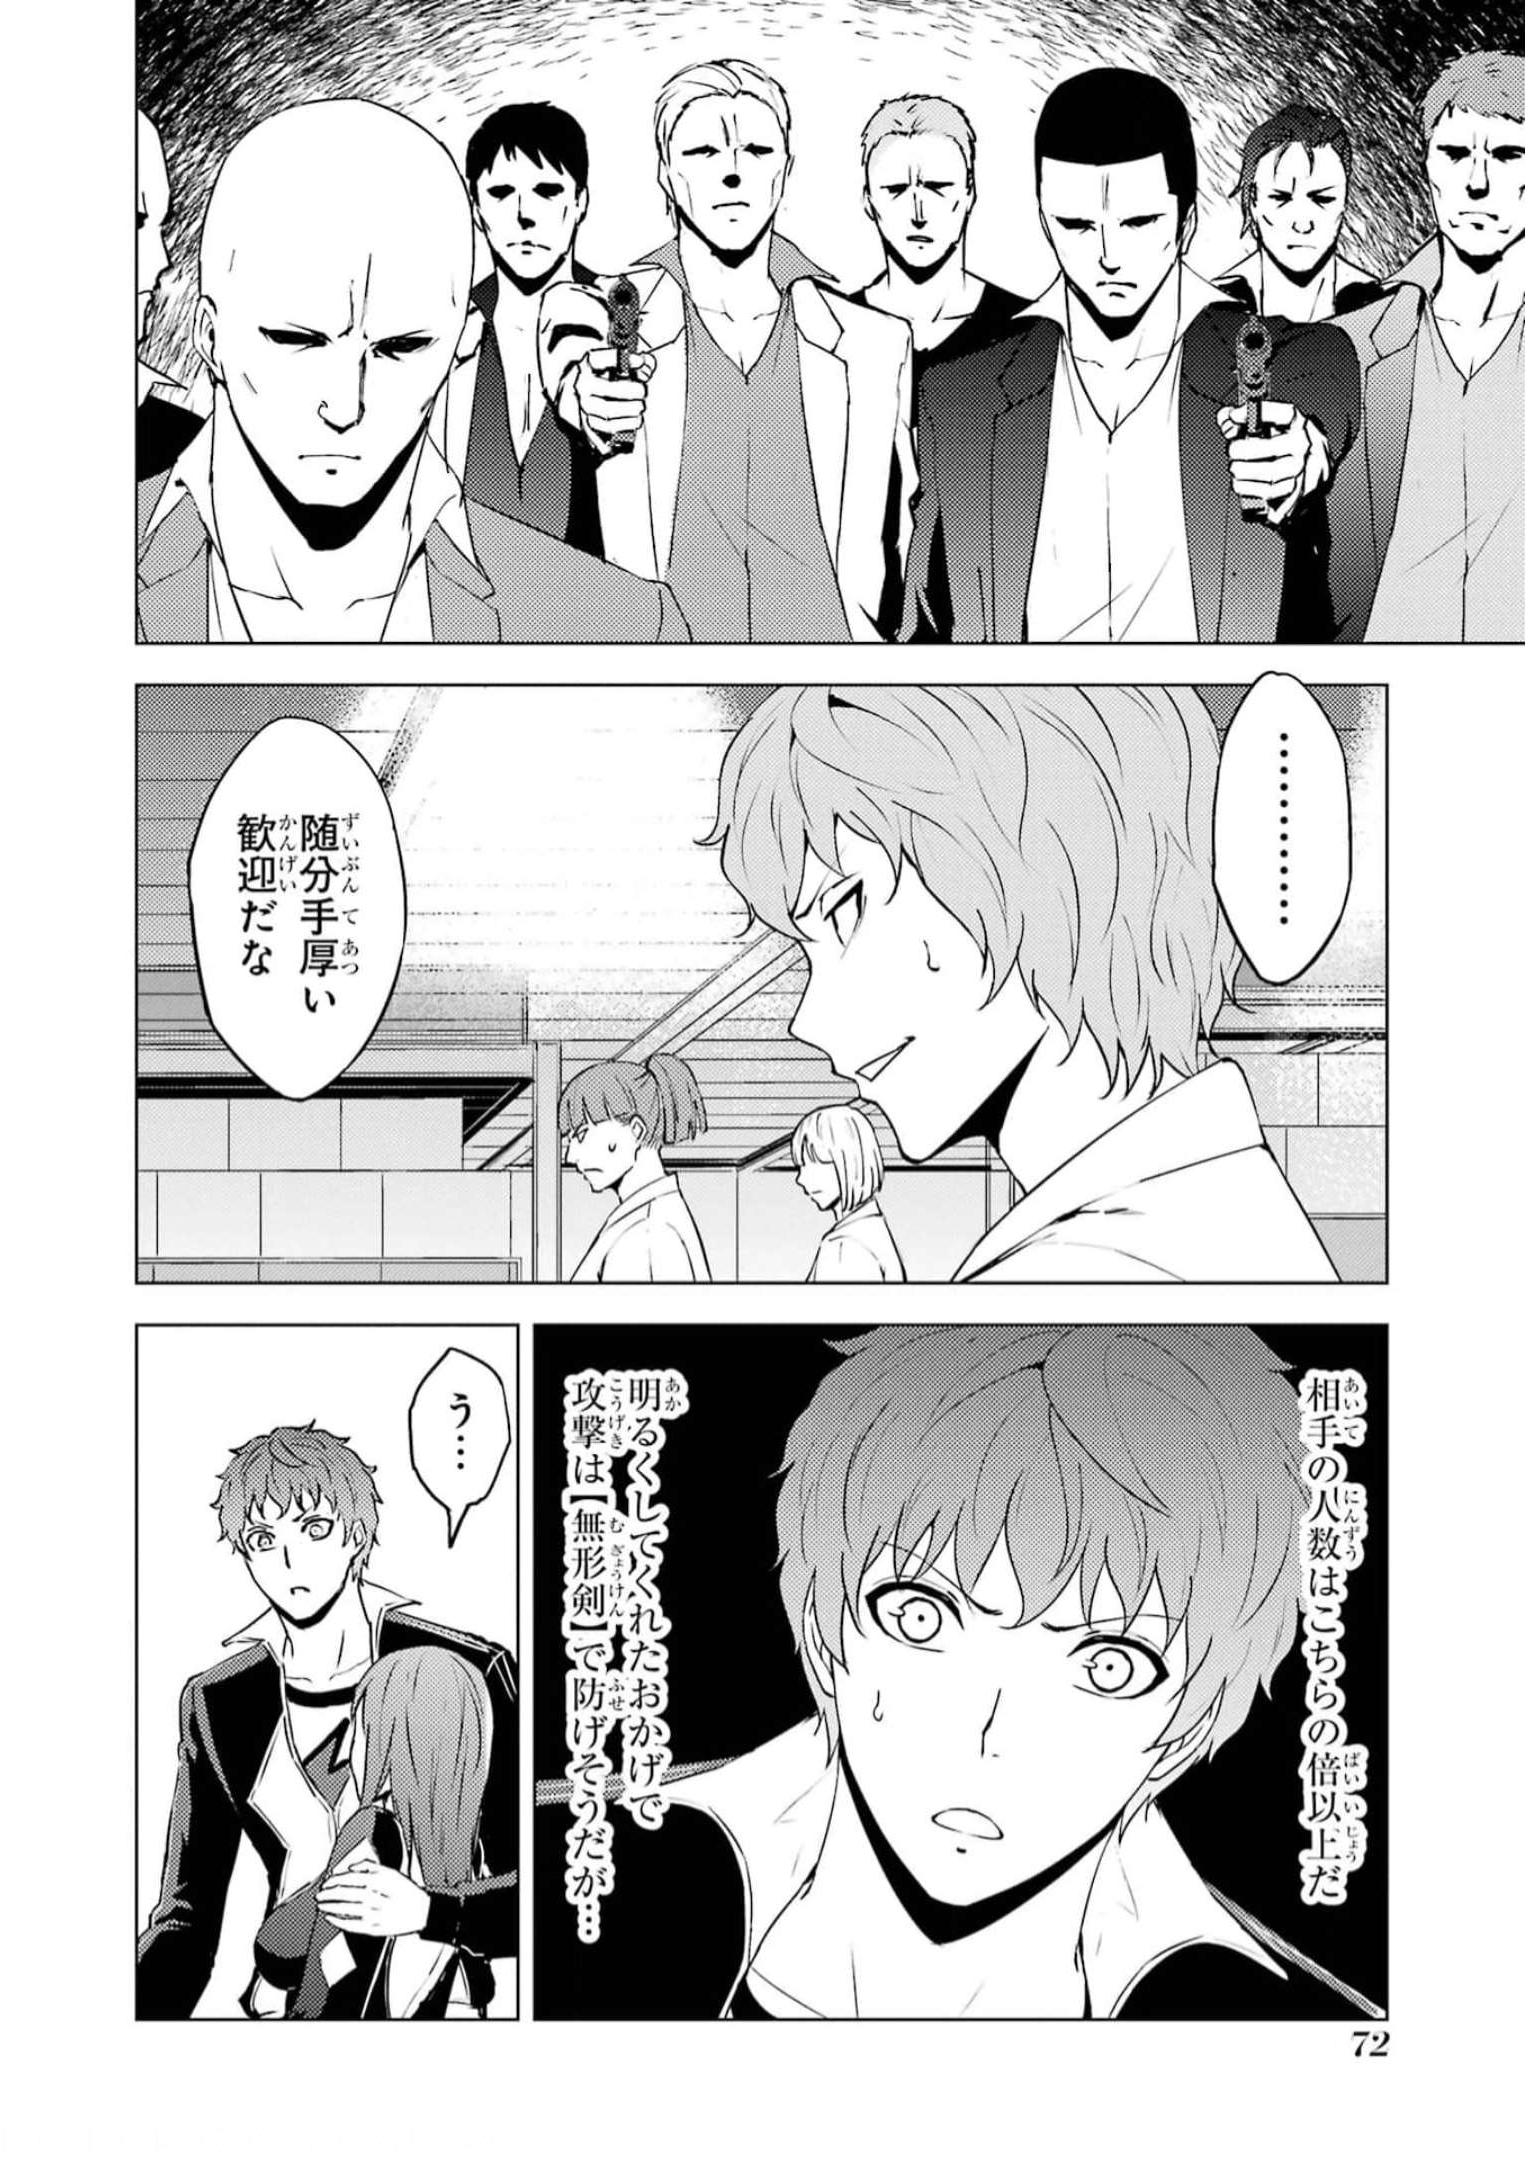 …………
随分手厚い
歓迎だな
相手の人数はこちらの倍以上だ
明るくしてくれたおかげで
攻撃は【無形剣】で防げそうだが…
う…
72